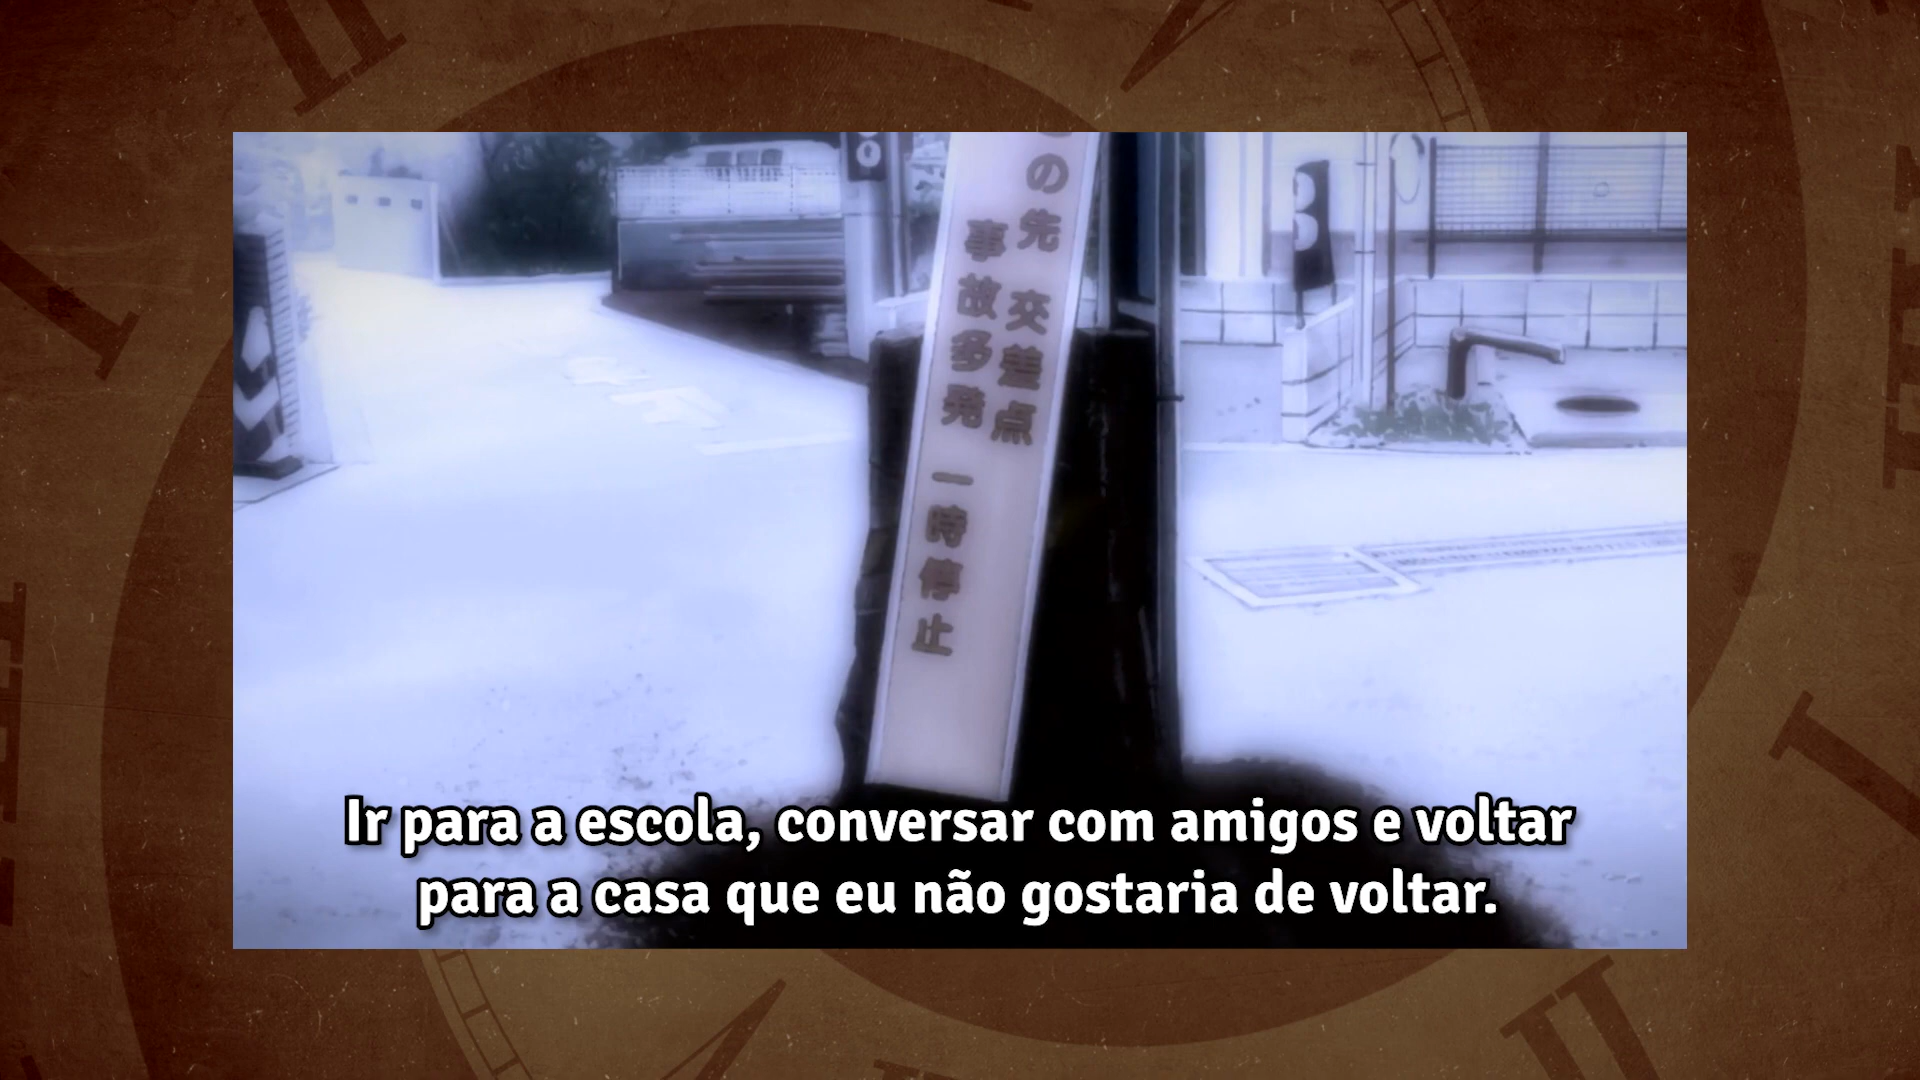 の先 交差点
事故多発 一時停止
Ir para a escola, conversar com amigos e voltar
para a casa que eu não gostaria de voltar.